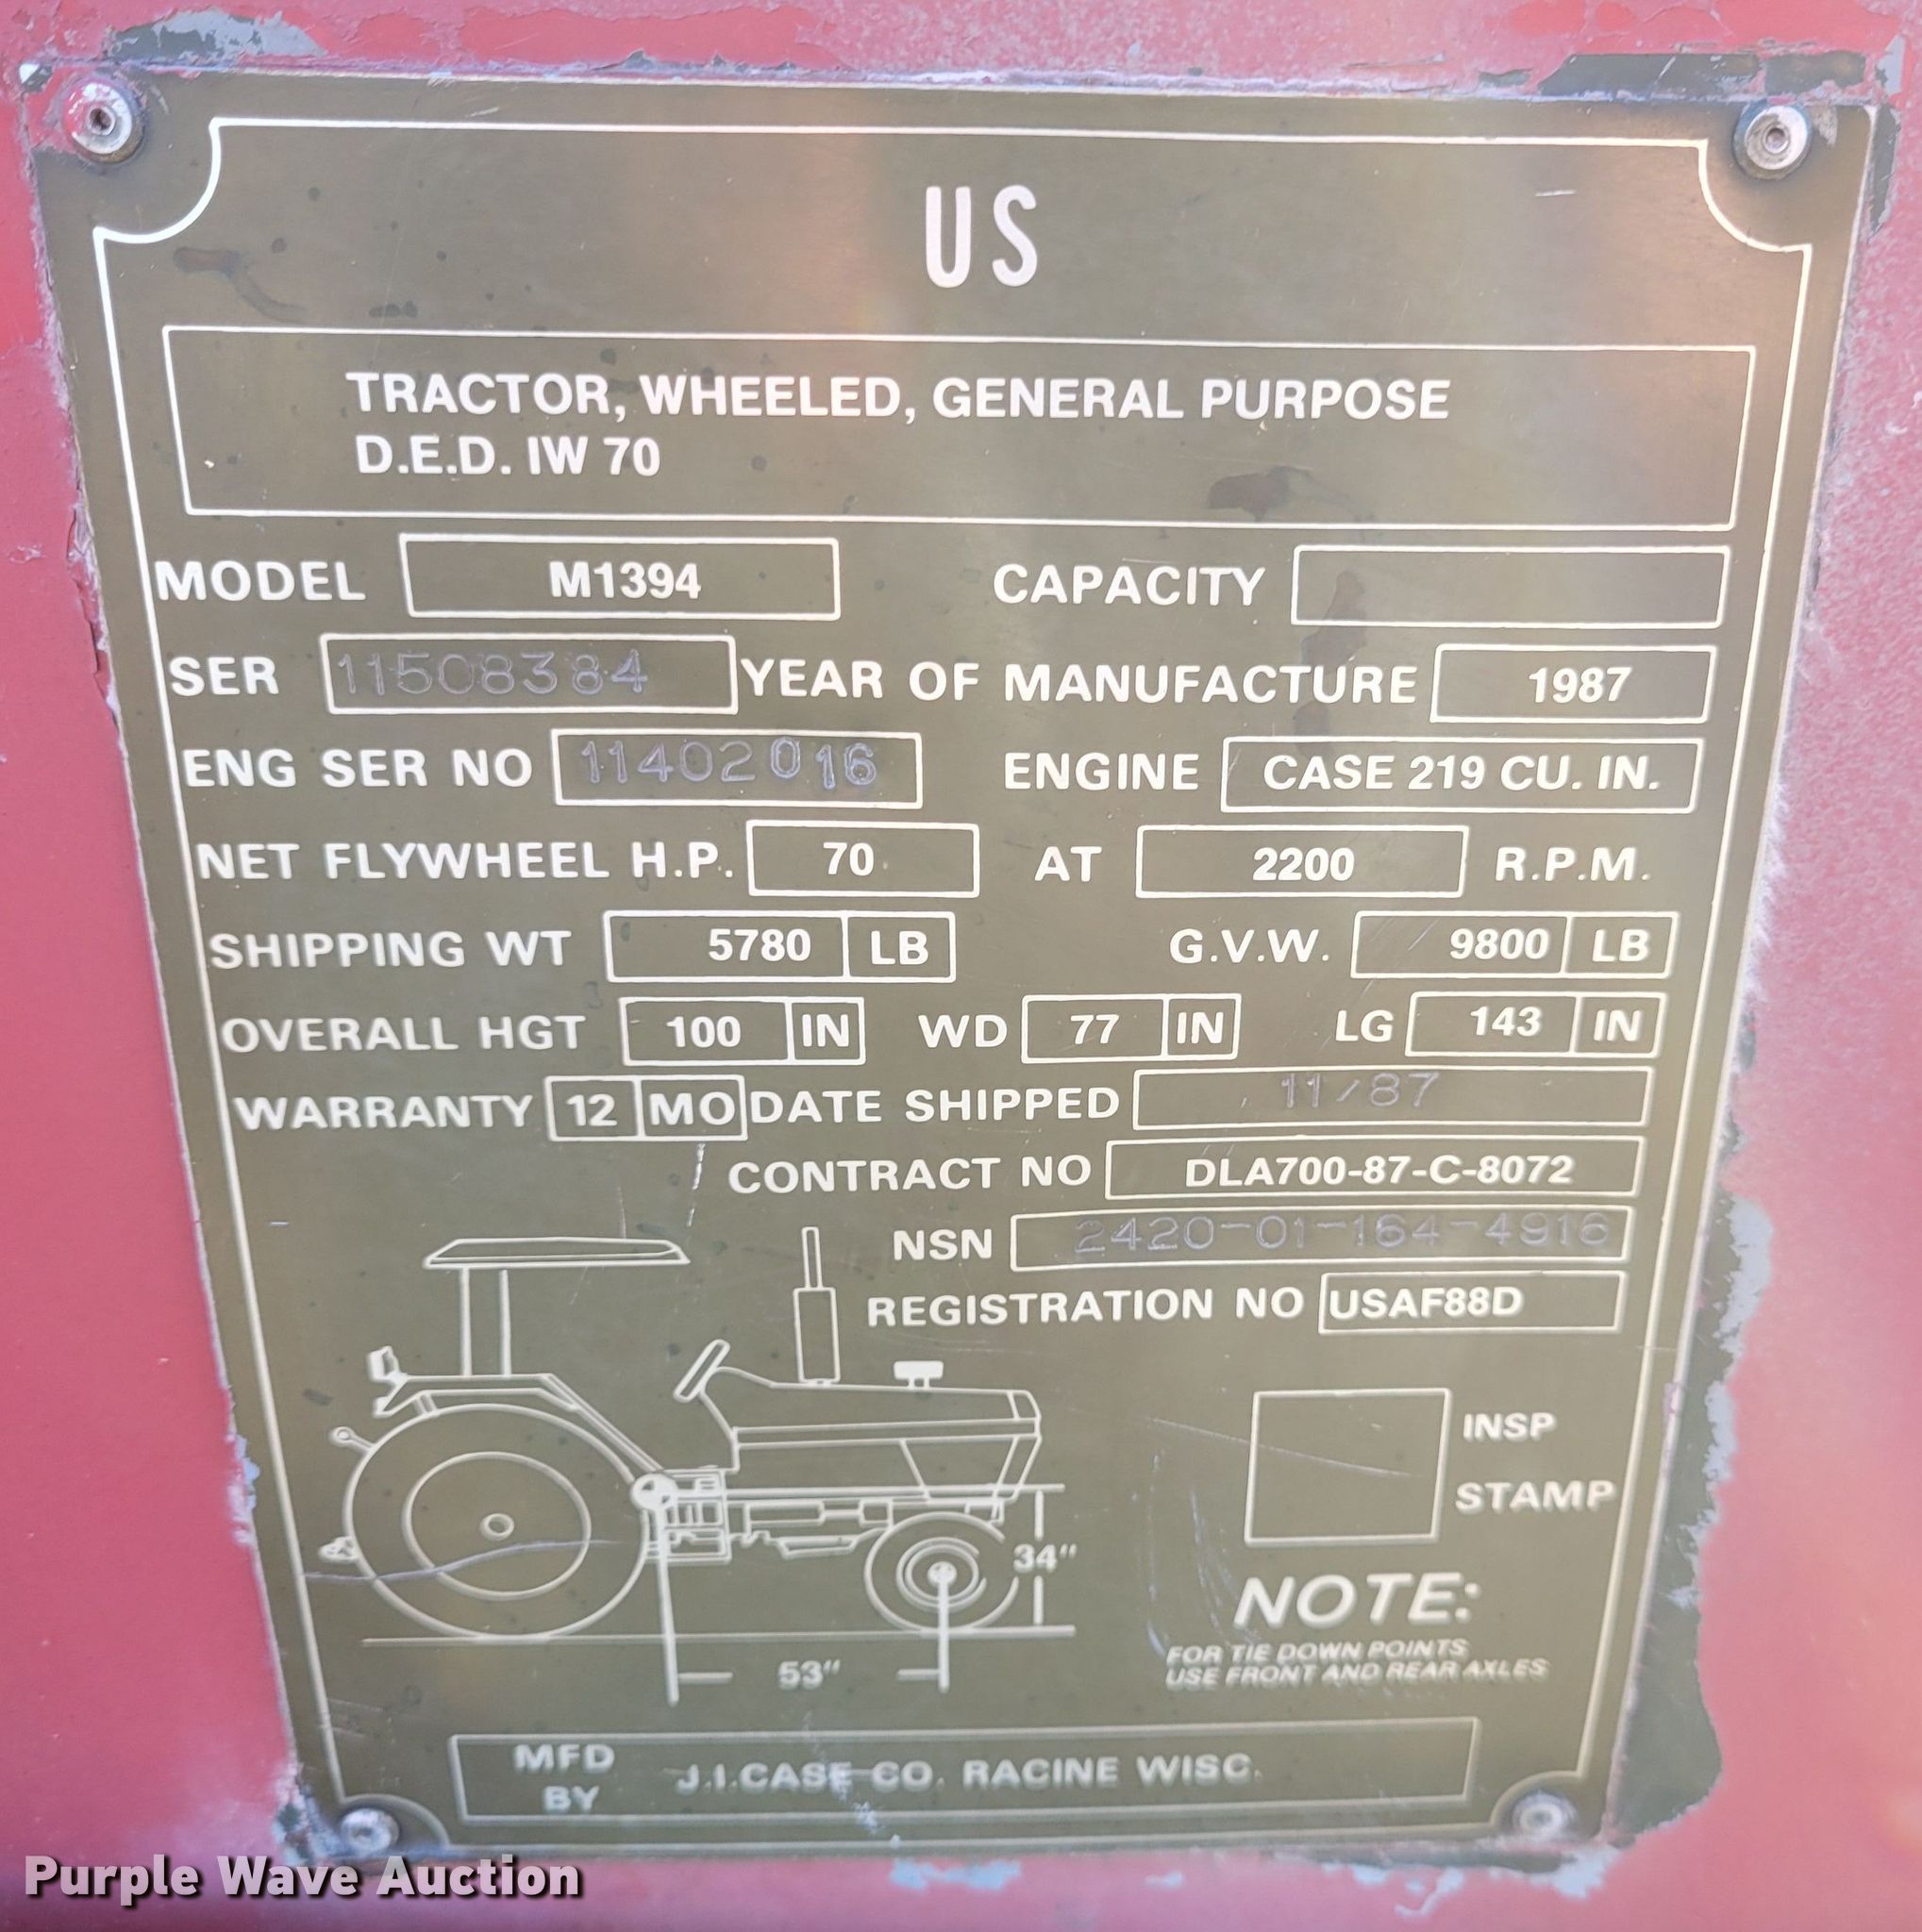 US
TRACTOR, WHEELED, GENERAL PURPOSE
D.E.D. IW 70
MODEL M1394 CAPACITY
SER 11508384 YEAR OF MANUFACTURE 1987
ENG SER NO 11402016 ENGINE CASE 219 CU. IN.
NET FLYWHEEL H.P. 70 AT 2200 R.P.M.
SHIPPING WT 5780 LB G.V.W. 9800 LB
OVERALL HGT 100 IN WD 77 IN LG 143 IN
WARRANTY 12 MO DATE SHIPPED 11/87
CONTRACT NO DLA700-87-C-8072
NSN 2420-01-164-4916
REGISTRATION NO USAF88D
INSP
STAMP
34"
NOTE:
FOR TIE DOWN POINTS
USE FRONT AND REAR AXLES
53"
MFD
BY
J.I.CASE CO. RACINE WISC.
Purple Wave Auction